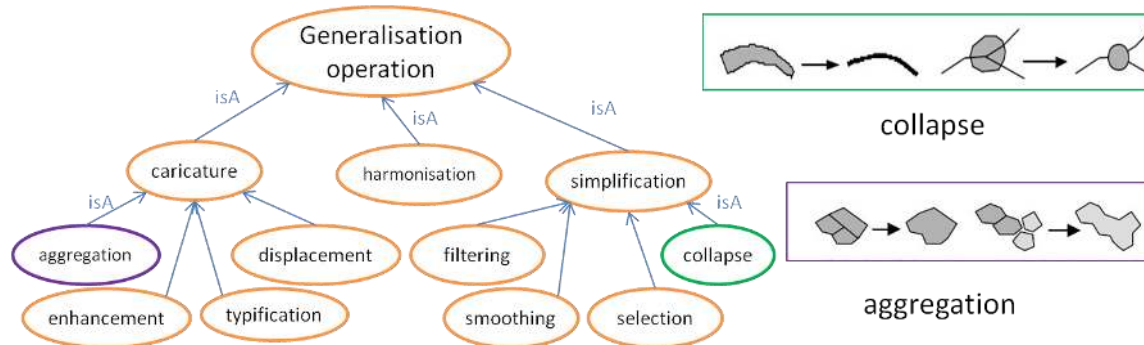 Generalisation
operation
isA
isA
isA
caricature
harmonisation
simplification
isA
isA
aggregation
displacement
filtering
collapse
enhancement
typification
smoothing
selection
collapse
aggregation